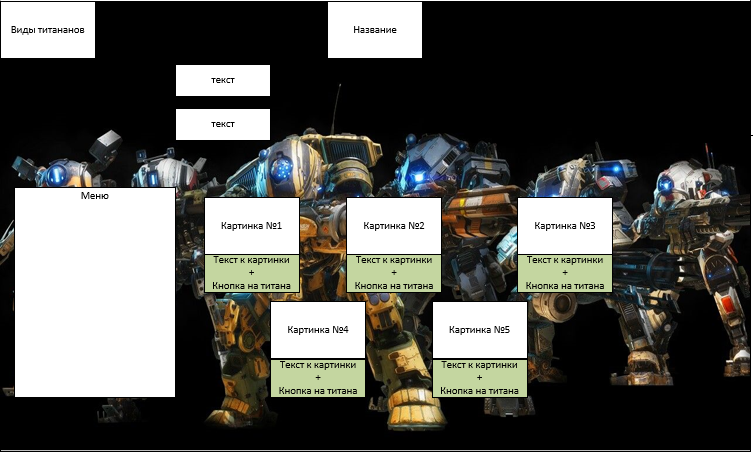 Виды титананов
Название
текст
текст
Меню
Картинка №1
Картинка №2
Картинка №3
Текст к картинки
+
Кнопка на титана
Текст к картинки
+
Кнопка на титана
Текст к картинки
+
Кнопка на титана
Картинка №4
Картинка №5
Текст к картинки
+
Кнопка на титана
Текст к картинки
+
Кнопка на титана